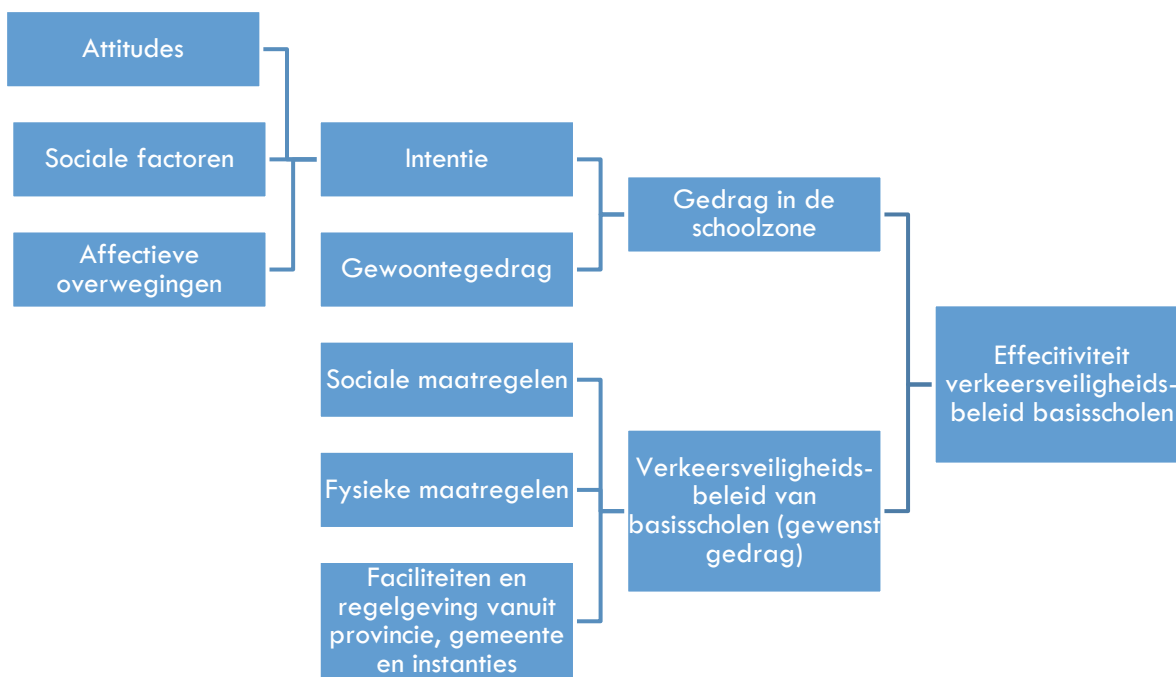 Attitudes
Sociale factoren
Affectieve
overwegingen
Intentie
Gewoontegedrag
Sociale maatregelen
Fysieke maatregelen
Faciliteiten en
regelgeving vanuit
provincie, gemeente
en instanties
Gedrag in de
schoolzone
Verkeersveiligheids-
beleid van
basisscholen (gewenst
gedrag)
Effecitiviteit
verkeersveiligheids-
beleid basisscholen